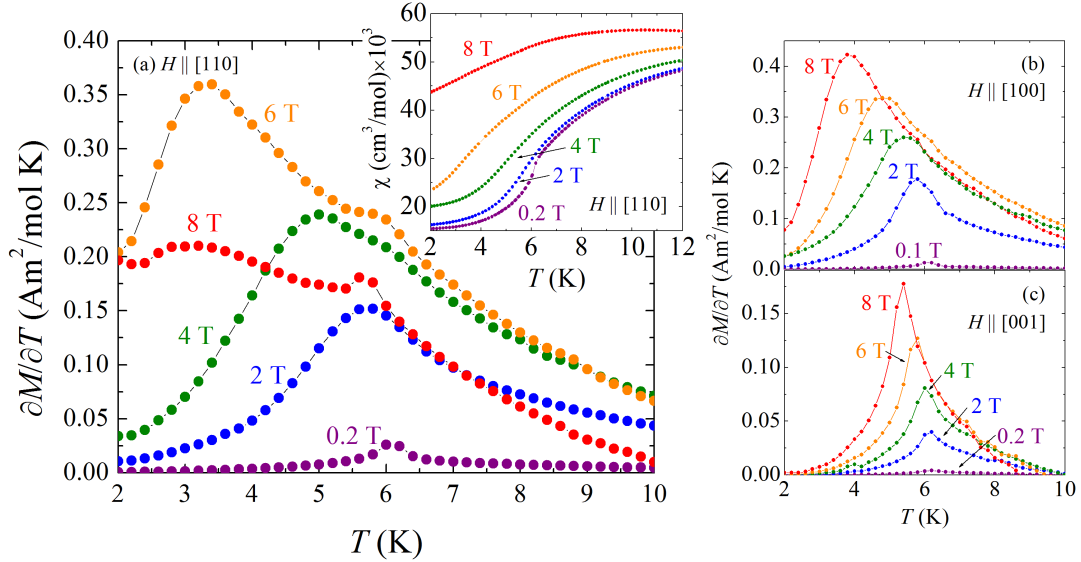 (a) H || [110]
0.40
0.35
0.30
0.25
0.20
0.15
0.10
0.05
0.00
∂M/∂T (Am²/mol K)
6 T
8 T
4 T
2 T
0.2 T
2 3 4 5 6 7 8 9 10
T (K)
60
50
40
30
20
10
χ (cm³/mol)×10³
8 T
6 T
4 T
2 T
0.2 T
H || [110]
2 4 6 8 10 12
T (K)
(b)
H || [100]
0.4
0.3
0.2
0.1
0.0
8 T
6 T
4 T
2 T
0.1 T
∂M/∂T (Am²/mol K)
(c)
H || [001]
0.15
0.10
0.05
0.00
8 T
6 T
4 T
2 T
0.2 T
2 4 6 8 10
T (K)